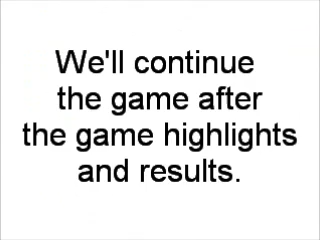 We'll continue
the game after
the game highlights
and results.